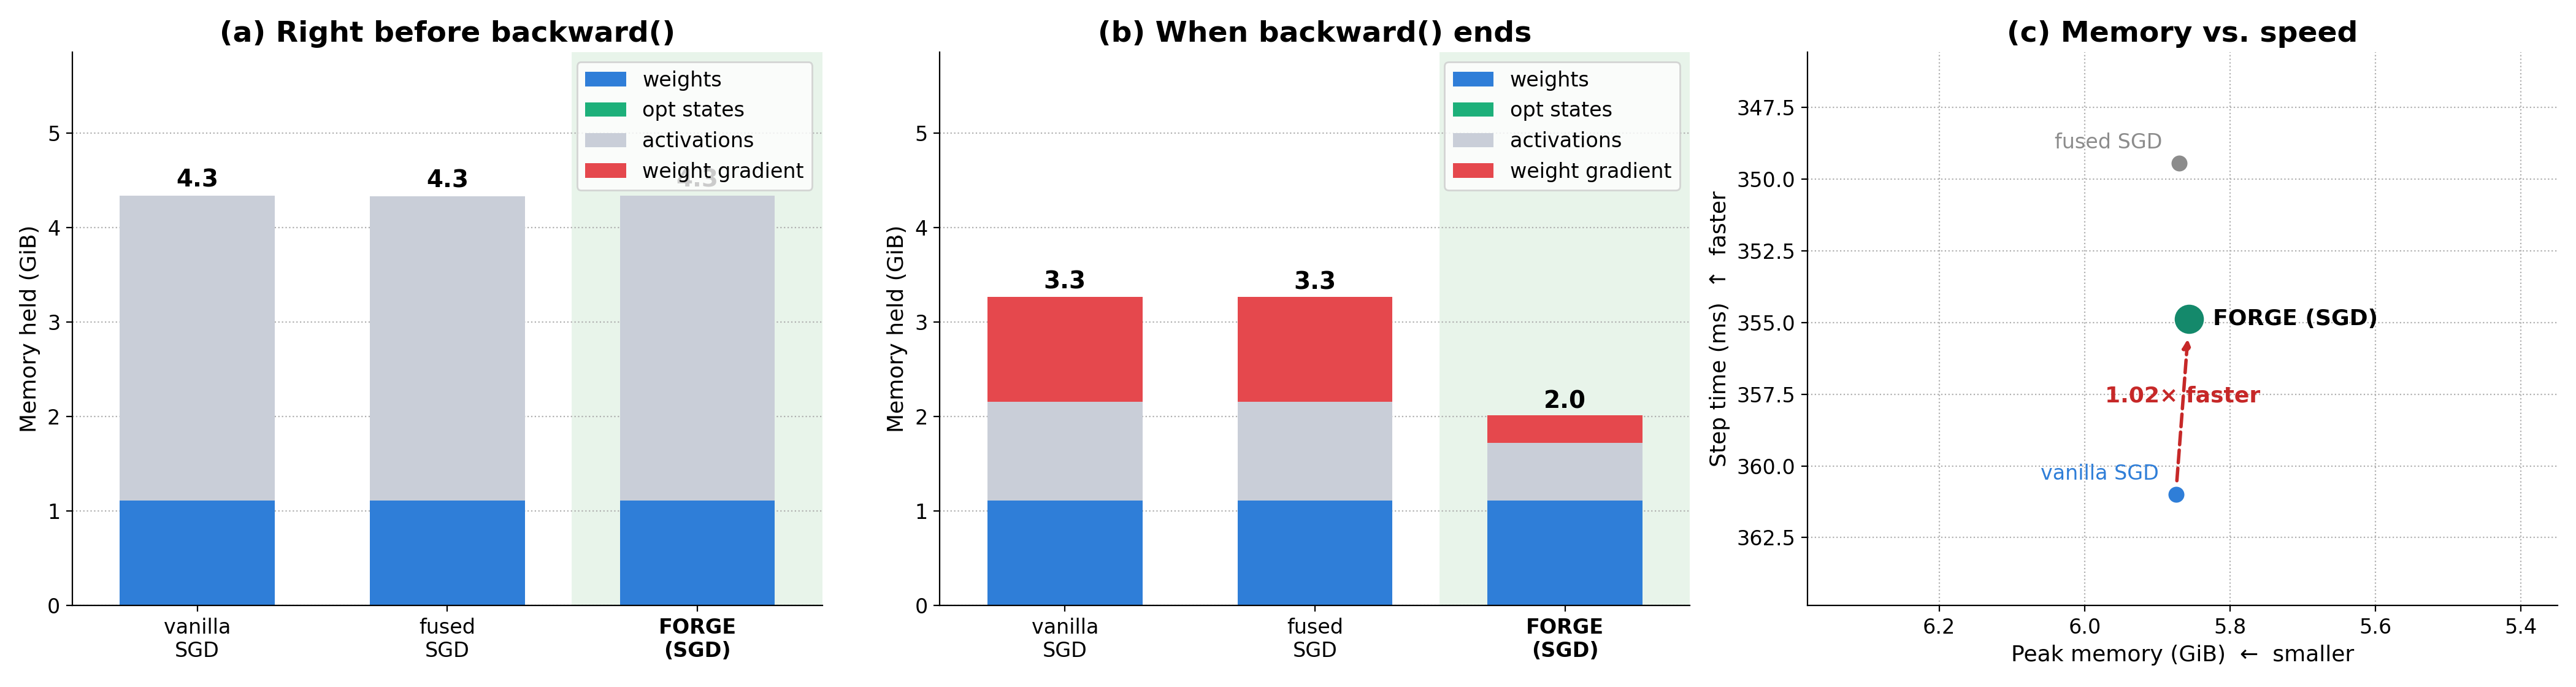 (a) Right before backward()
Memory held (GiB)
5
4
3
2
1
0
4.3
4.3
4.3
weights
opt states
activations
weight gradient
vanilla
SGD
fused
SGD
FORGE
(SGD)
(b) When backward() ends
Memory held (GiB)
5
4
3
2
1
0
3.3
3.3
2.0
weights
opt states
activations
weight gradient
vanilla
SGD
fused
SGD
FORGE
(SGD)
(c) Memory vs. speed
Step time (ms) ↑ faster
347.5
350.0
352.5
355.0
357.5
360.0
362.5
fused SGD
FORGE (SGD)
1.02× faster
vanilla SGD
6.2
6.0
5.8
5.6
5.4
Peak memory (GiB) ← smaller